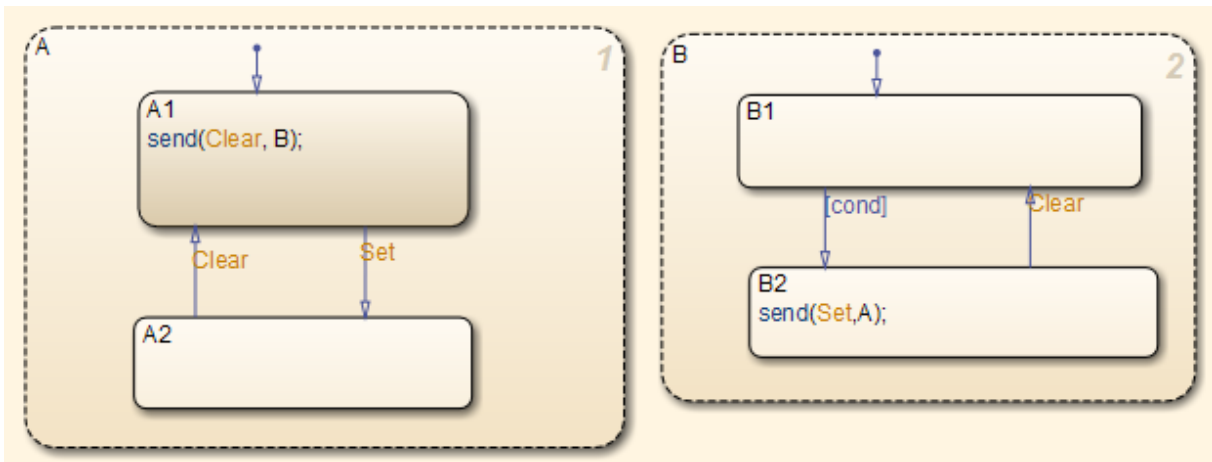 A
1
A1
send(Clear, B);
Clear
Set
A2
B
2
B1
[cond]
Clear
B2
send(Set,A);